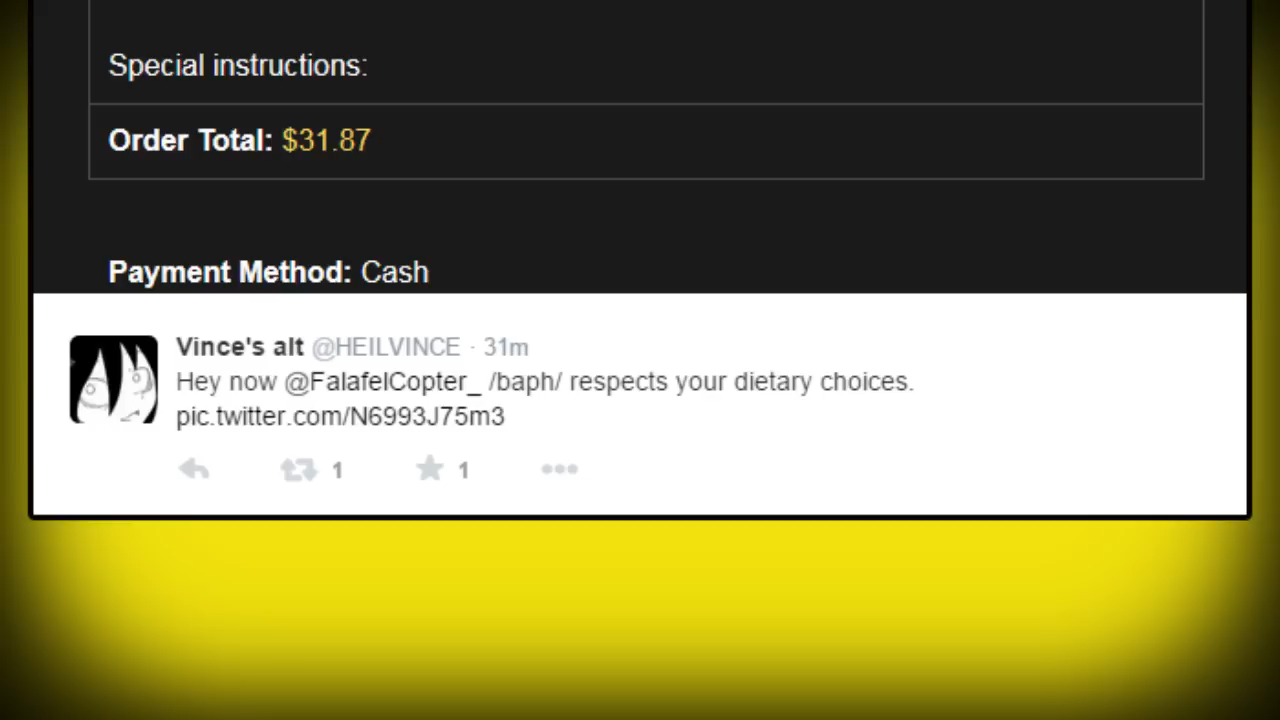 Special instructions:
Order Total: $31.87
Payment Method: Cash
Vince's alt @HEILVINCE · 31m
Hey now @FalafelCopter_ /baph/ respects your dietary choices.
pic.twitter.com/N6993J75m3
1 1